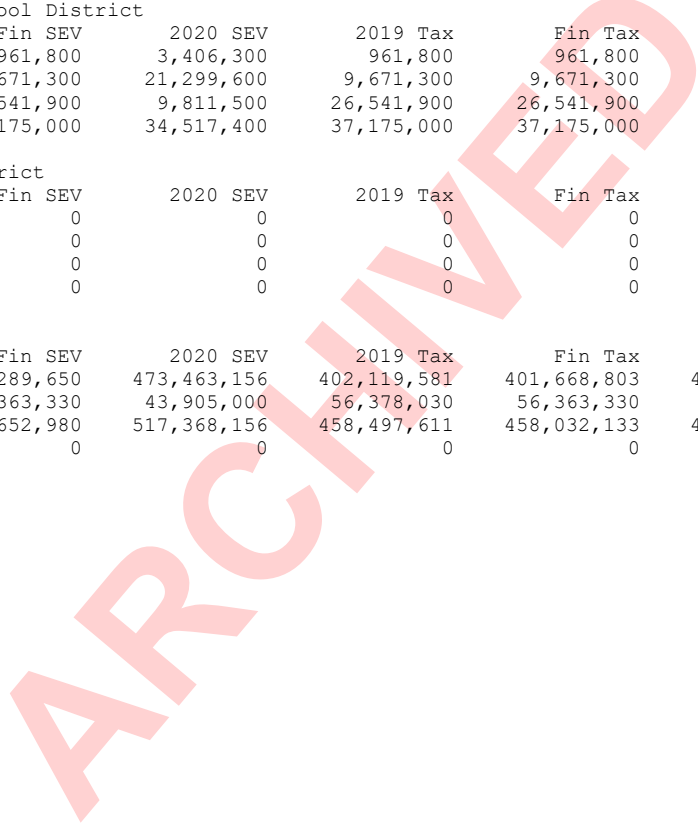 ool District
Fin SEV 2020 SEV 2019 Tax Fin Tax
961,800 3,406,300 961,800 961,800
671,300 21,299,600 9,671,300 9,671,300
541,900 9,811,500 26,541,900 26,541,900
175,000 34,517,400 37,175,000 37,175,000
rict
Fin SEV 2020 SEV 2019 Tax Fin Tax
0 0 0 0
0 0 0 0
0 0 0 0
0 0 0 0
Fin SEV 2020 SEV 2019 Tax Fin Tax
289,650 473,463,156 402,119,581 401,668,803 4
363,330 43,905,000 56,378,030 56,363,330
652,980 517,368,156 458,497,611 458,032,133 4
0 0 0 0
ARCHIVED